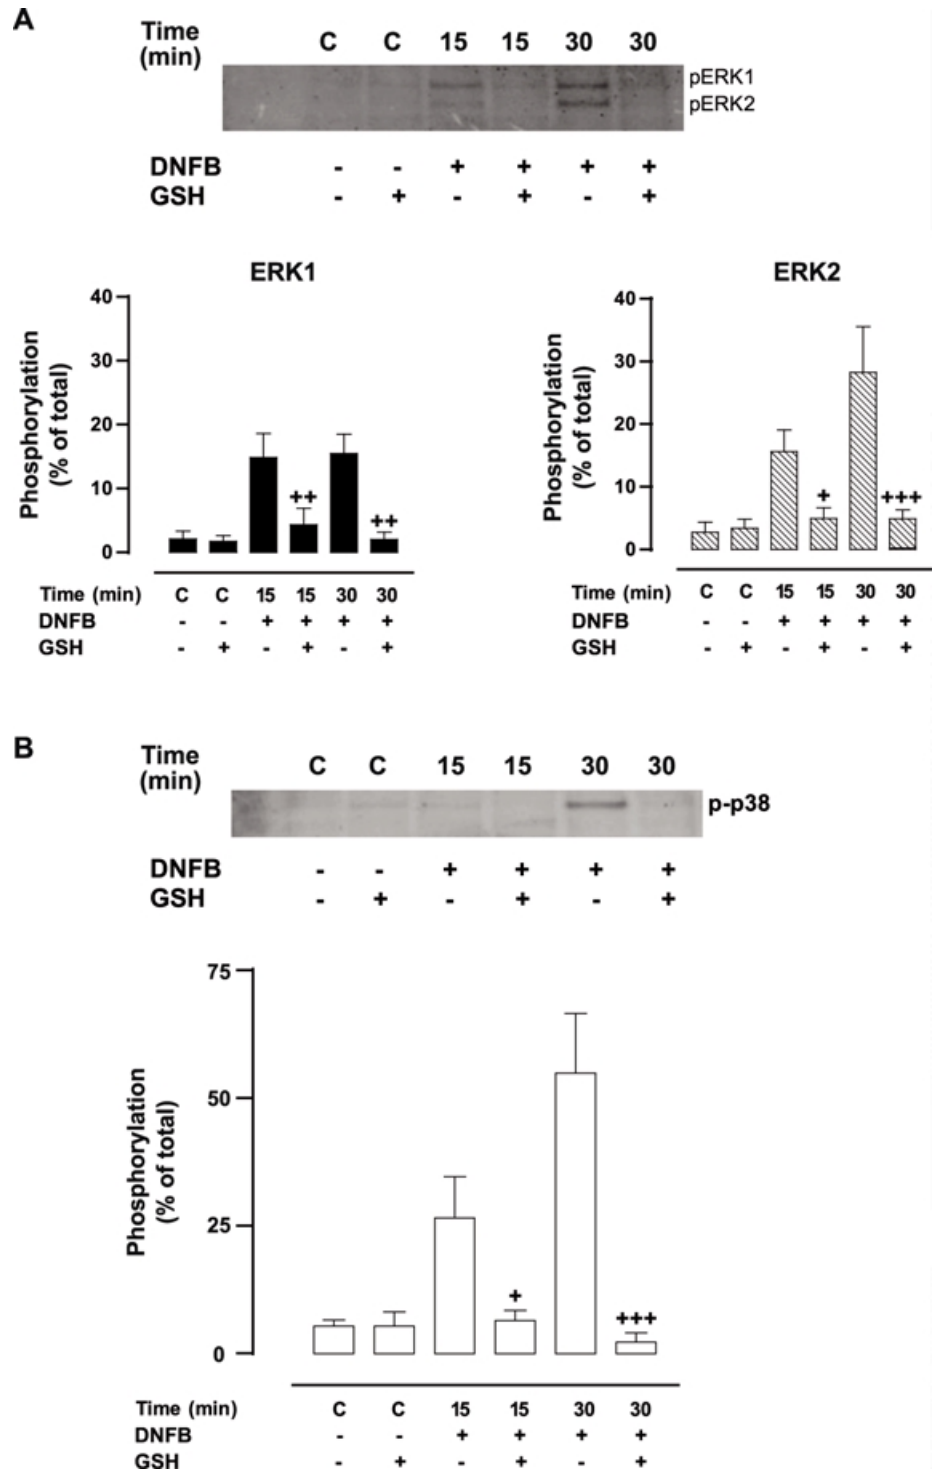 A
Time (min) C C 15 15 30 30
pERK1
pERK2
DNFB - - + + + +
GSH - + - + - +
ERK1
40
30
20
10
0
Phosphorylation
(% of total)
++
++
Time (min) C C 15 15 30 30
DNFB - - + + + +
GSH - + - + - +
ERK2
40
30
20
10
0
Phosphorylation
(% of total)
+
+++
Time (min) C C 15 15 30 30
DNFB - - + + + +
GSH - + - + - +
B
Time (min) C C 15 15 30 30
p-p38
DNFB - - + + + +
GSH - + - + - +
75
50
25
0
Phosphorylation
(% of total)
+
+++
Time (min) C C 15 15 30 30
DNFB - - + + + +
GSH - + - + - +